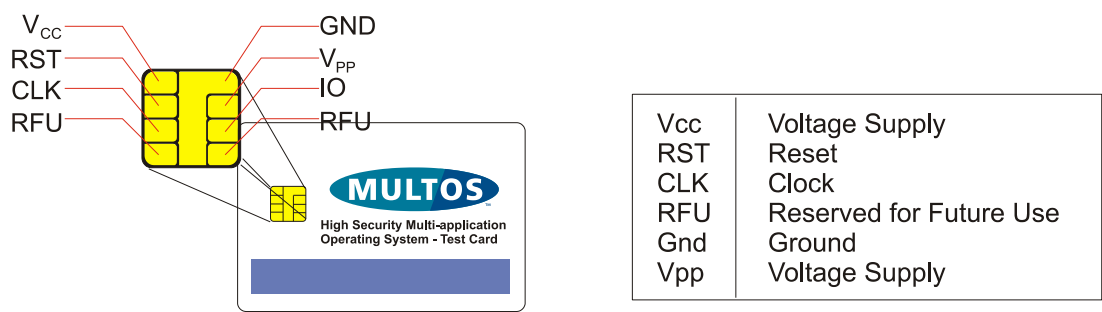 VCC GND
RST VPP
CLK IO
RFU RFU
MULTOS™
High Security Multi-application
Operating System - Test Card
Vcc Voltage Supply
RST Reset
CLK Clock
RFU Reserved for Future Use
Gnd Ground
Vpp Voltage Supply